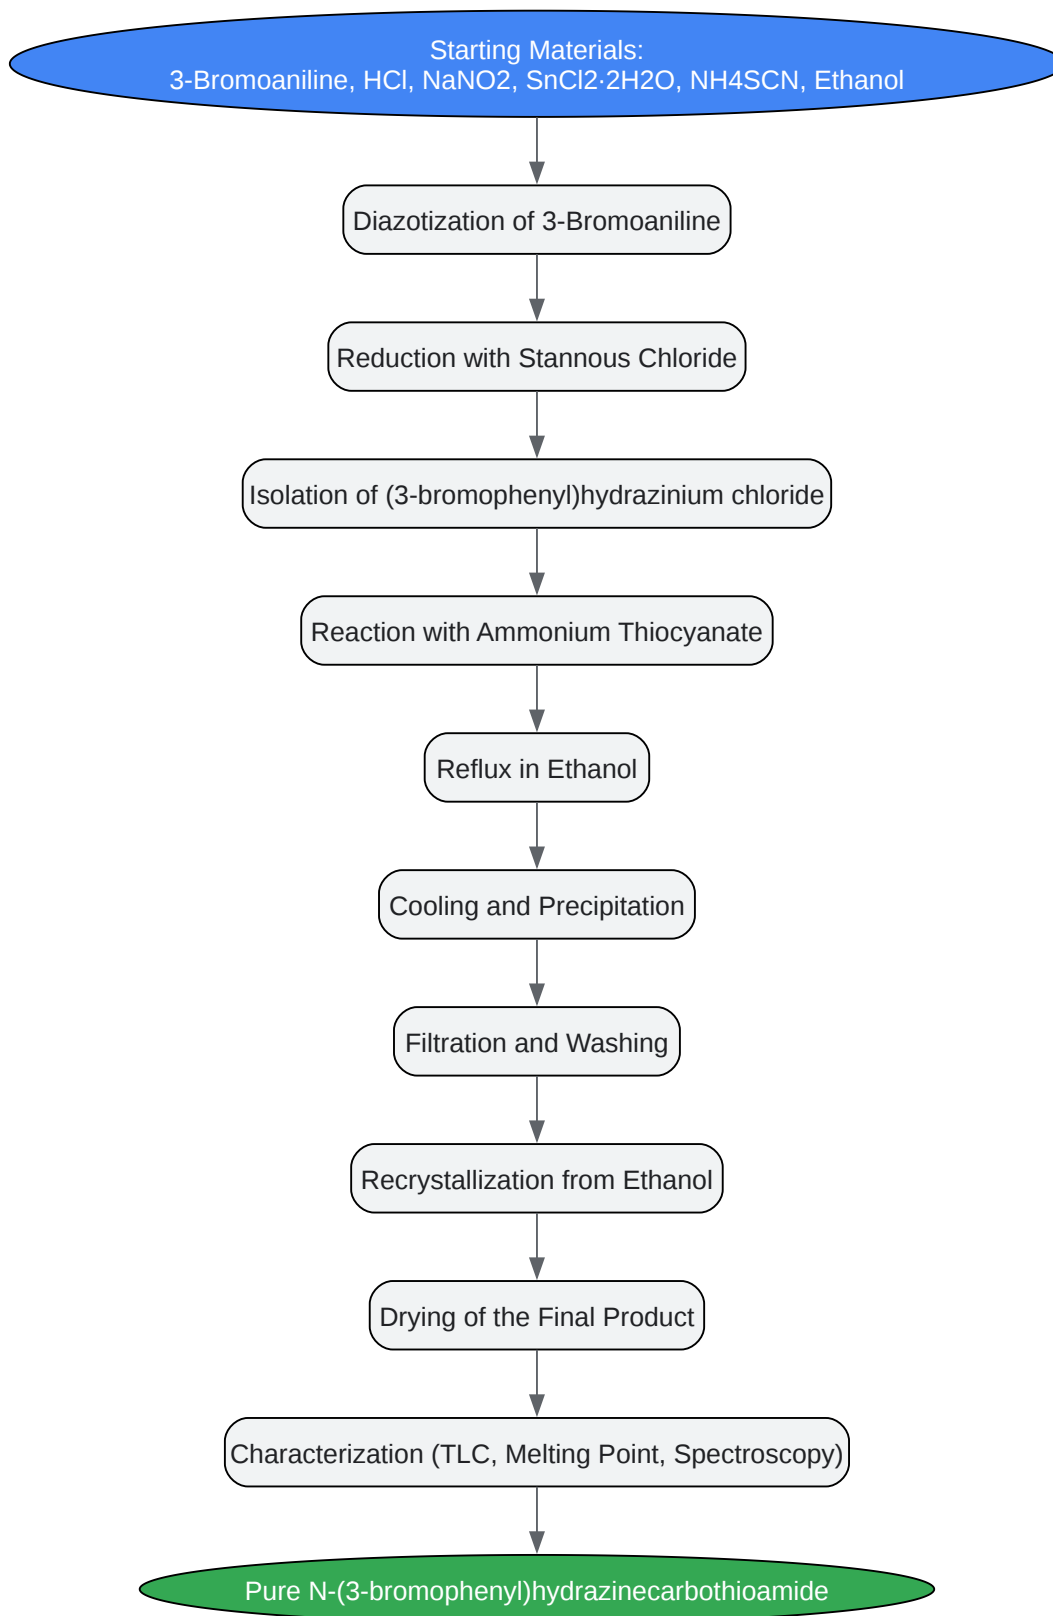 Starting Materials:
3-Bromoaniline, HCl, NaNO2, SnCl2·2H2O, NH4SCN, Ethanol
Diazotization of 3-Bromoaniline
Reduction with Stannous Chloride
Isolation of (3-bromophenyl)hydrazinium chloride
Reaction with Ammonium Thiocyanate
Reflux in Ethanol
Cooling and Precipitation
Filtration and Washing
Recrystallization from Ethanol
Drying of the Final Product
Characterization (TLC, Melting Point, Spectroscopy)
Pure N-(3-bromophenyl)hydrazinecarbothioamide